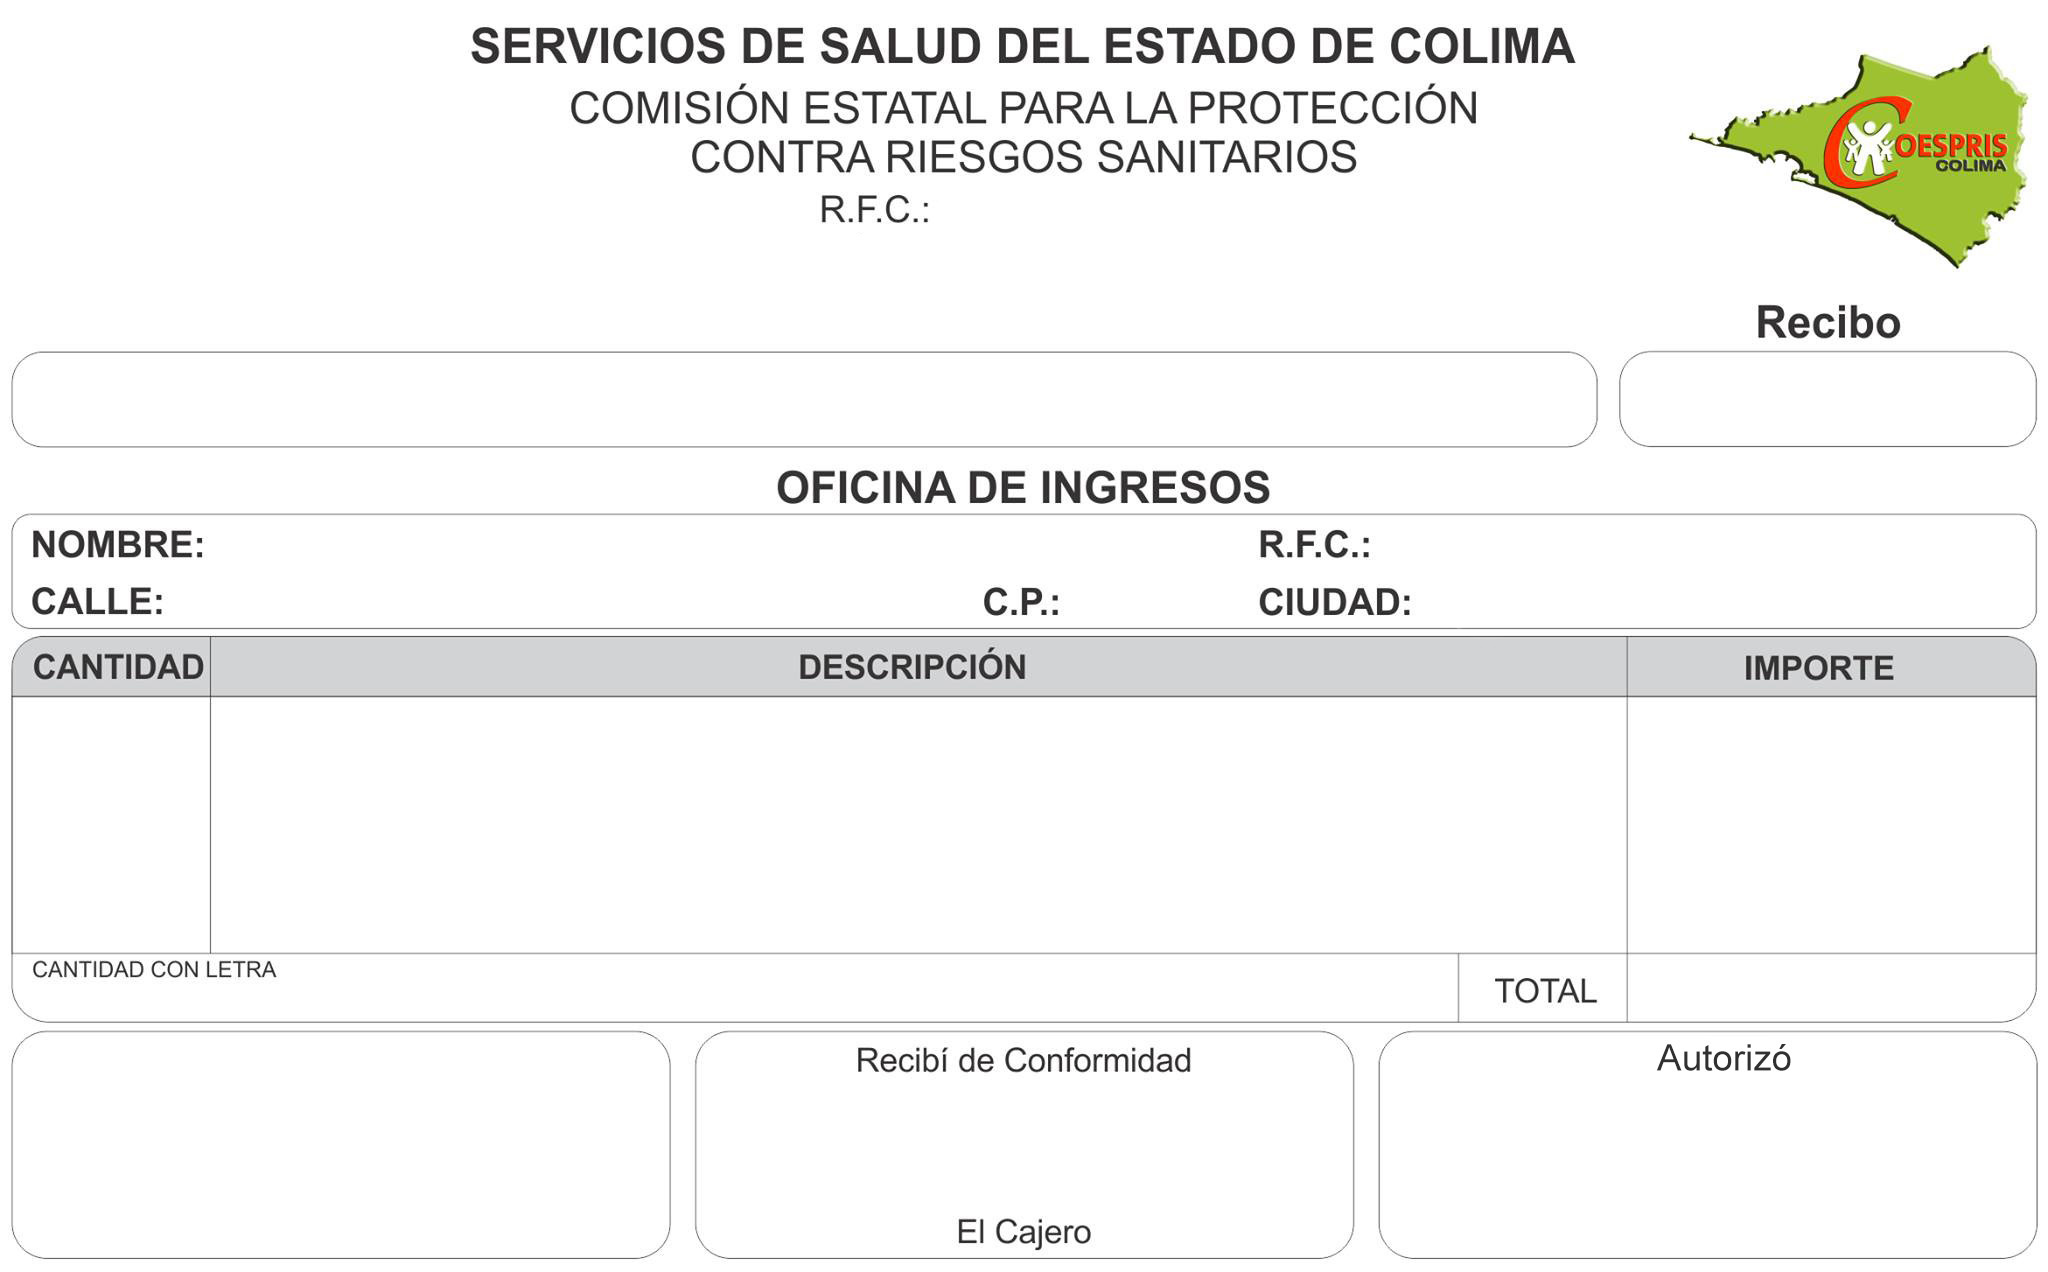 SERVICIOS DE SALUD DEL ESTADO DE COLIMA
COMISIÓN ESTATAL PARA LA PROTECCIÓN
CONTRA RIESGOS SANITARIOS
R.F.C.:
COESPRIS
COLIMA
Recibo
OFICINA DE INGRESOS
NOMBRE: R.F.C.:
CALLE: C.P.: CIUDAD:
CANTIDAD DESCRIPCIÓN IMPORTE
CANTIDAD CON LETRA
TOTAL
Recibí de Conformidad
El Cajero
Autorizó